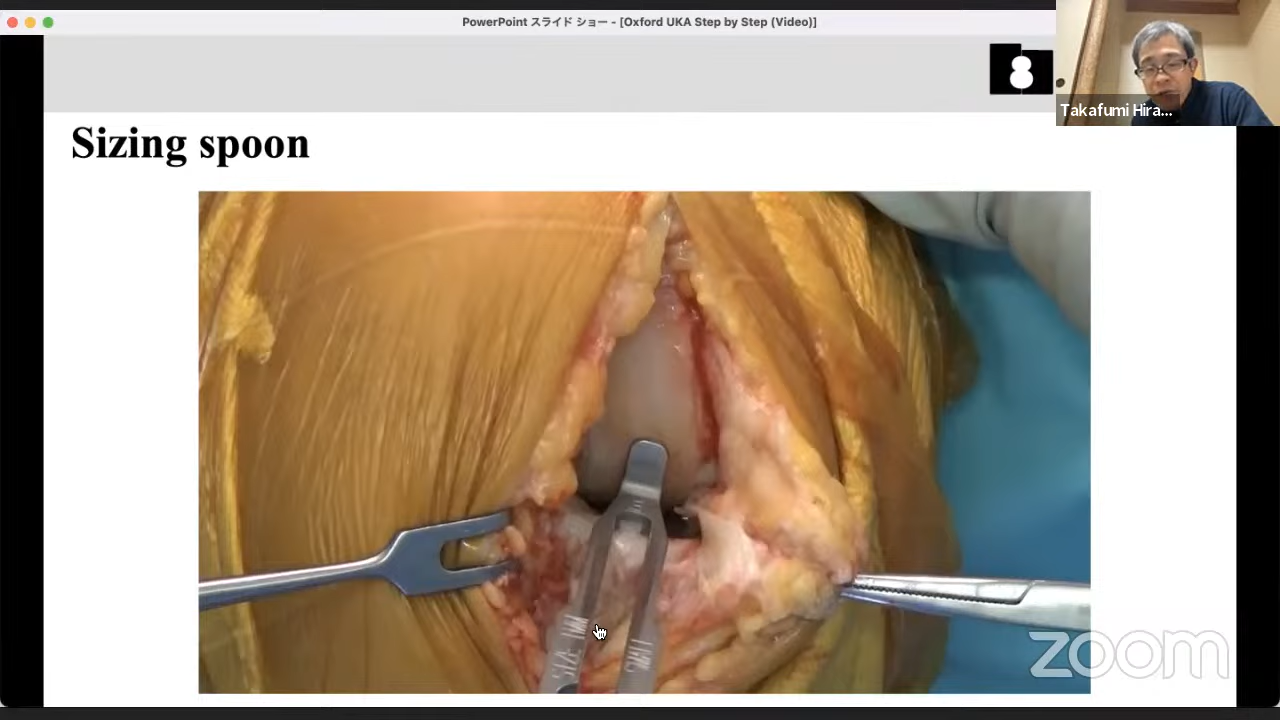 PowerPoint スライド ショー - [Oxford UKA Step by Step (Video)]
Takafumi Hira...
Sizing spoon
zoom